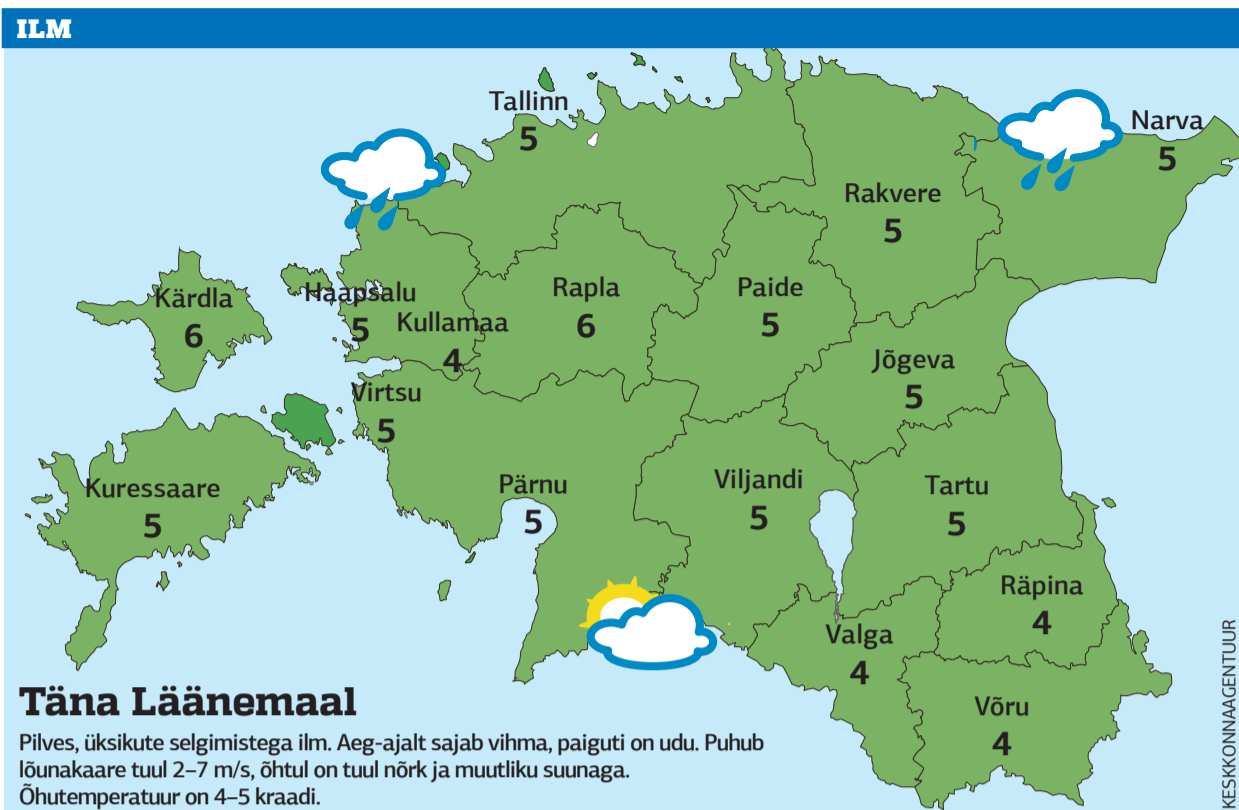 ILM
Tallinn
5
Narva
5
Rakvere
5
Kärdla
6
Haapsalu
5
Kullamaa
4
Rapla
6
Paide
5
Jõgeva
5
Virtsu
5
Kuressaare
5
Pärnu
5
Viljandi
5
Tartu
5
Räpina
4
Valga
4
Võru
4
Täna Läänemaal
Pilves, üksikute selgimistega ilm. Aeg-ajalt sajab vihma, paiguti on udu. Puhub
lõunakaare tuul 2–7 m/s, õhtul on tuul nõrk ja muutliku suunaga.
Õhutemperatuur on 4–5 kraadi.
KESKKONNAAGENTUUR